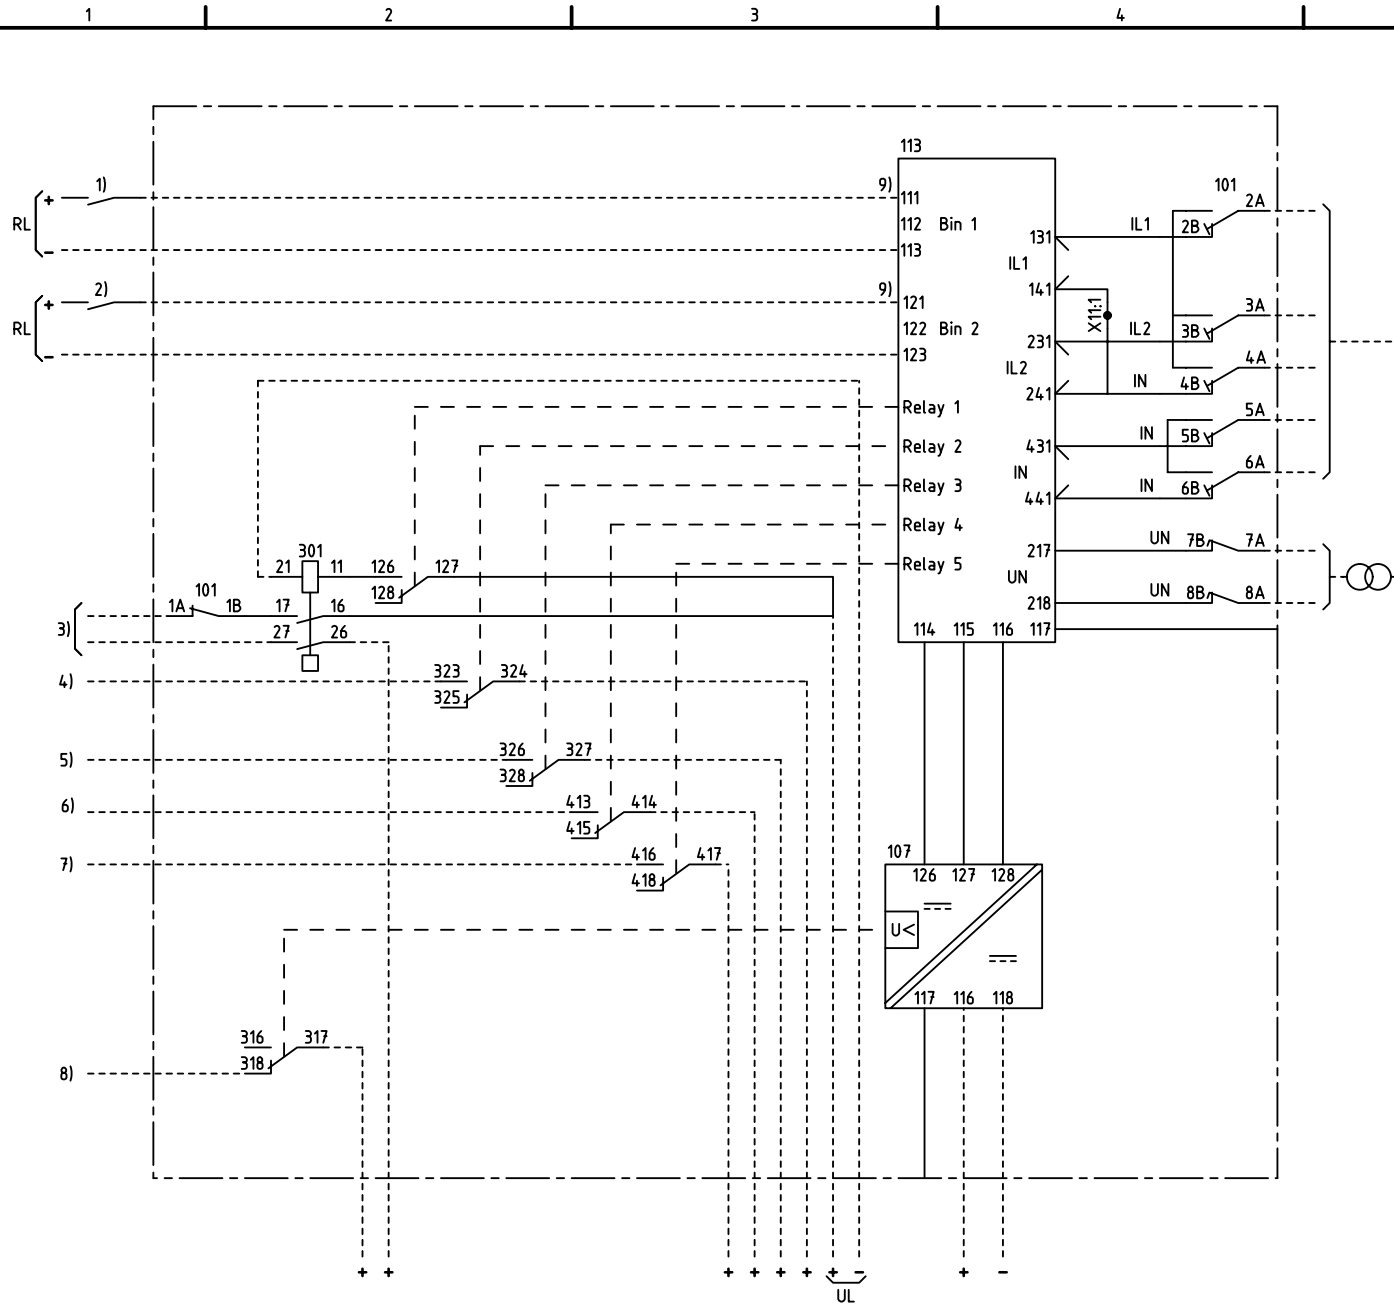 1 2 3 4
113
1) 9) 111 101 2A
RL + 112 Bin 1 IL1 2B
- 113 131
IL1
2) 9) 121 141 3A
+ X11:1
RL 122 Bin 2 231 IL2 3B
- 123 4A
IL2
241 IN 4B
Relay 1 5A
Relay 2 431 IN 5B
6A
Relay 3 IN
441 IN 6B
Relay 4
UN 7B 7A
301 217
21 11 126 127 Relay 5
UN
128 UN 8B 8A
101 218
1A 1B 17 16
3) 27 26 114 115 116 117
4) 323 324
325
5) 326 327
328
6) 413 414
415
7) 416 417 107
418 126 127 128
U<
117 116 118
316 317
8) 318
+ + + + + + + - + -
UL